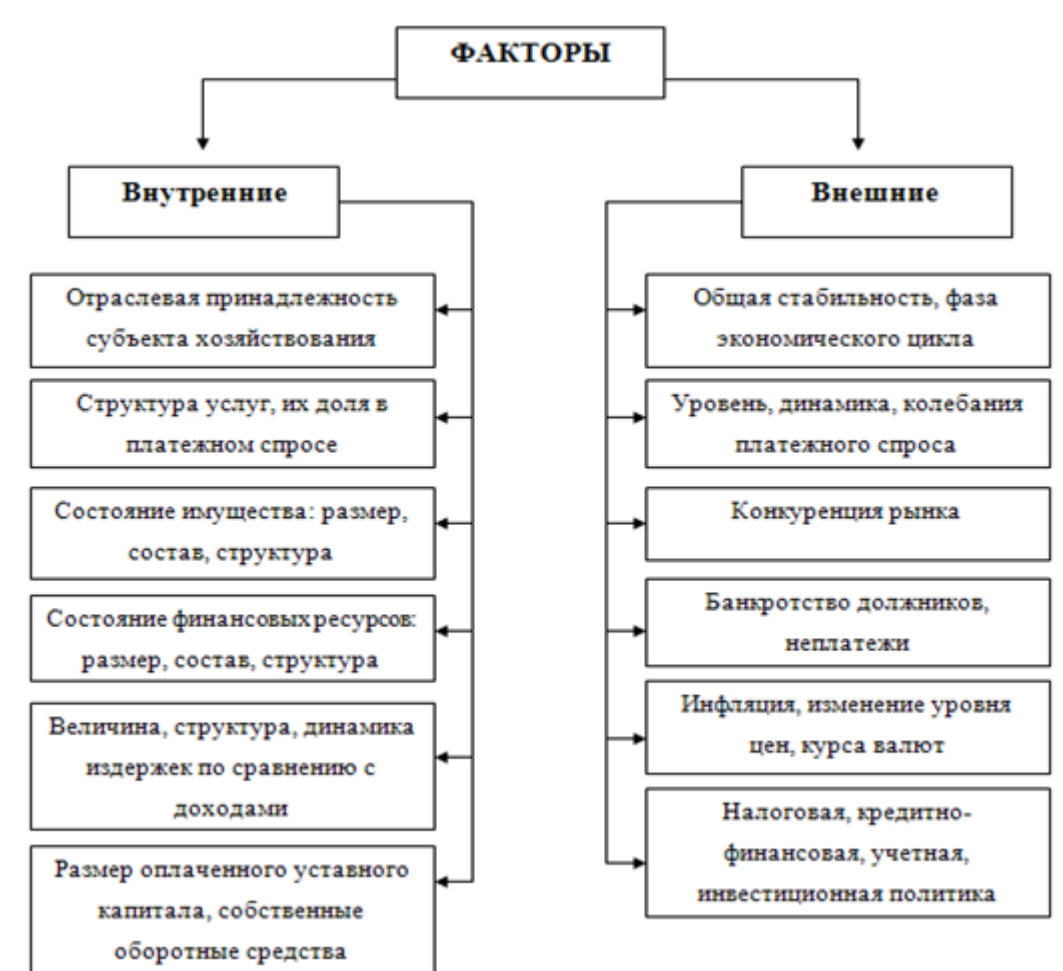 ФАКТОРЫ
Внутренние
Отраслевая принадлежность
субъекта хозяйствования
Структура услуг, их доля в
платежном спросе
Состояние имущества: размер,
состав, структура
Состояние финансовых ресурсов:
размер, состав, структура
Величина, структура, динамика
издержек по сравнению с
доходами
Размер оплаченного уставного
капитала, собственные
оборотные средства
Внешние
Общая стабильность, фаза
экономического цикла
Уровень, динамика, колебания
платежного спроса
Конкуренция рынка
Банкротство должников,
неплатежи
Инфляция, изменение уровня
цен, курса валют
Налоговая, кредитно-
финансовая, учетная,
инвестиционная политика